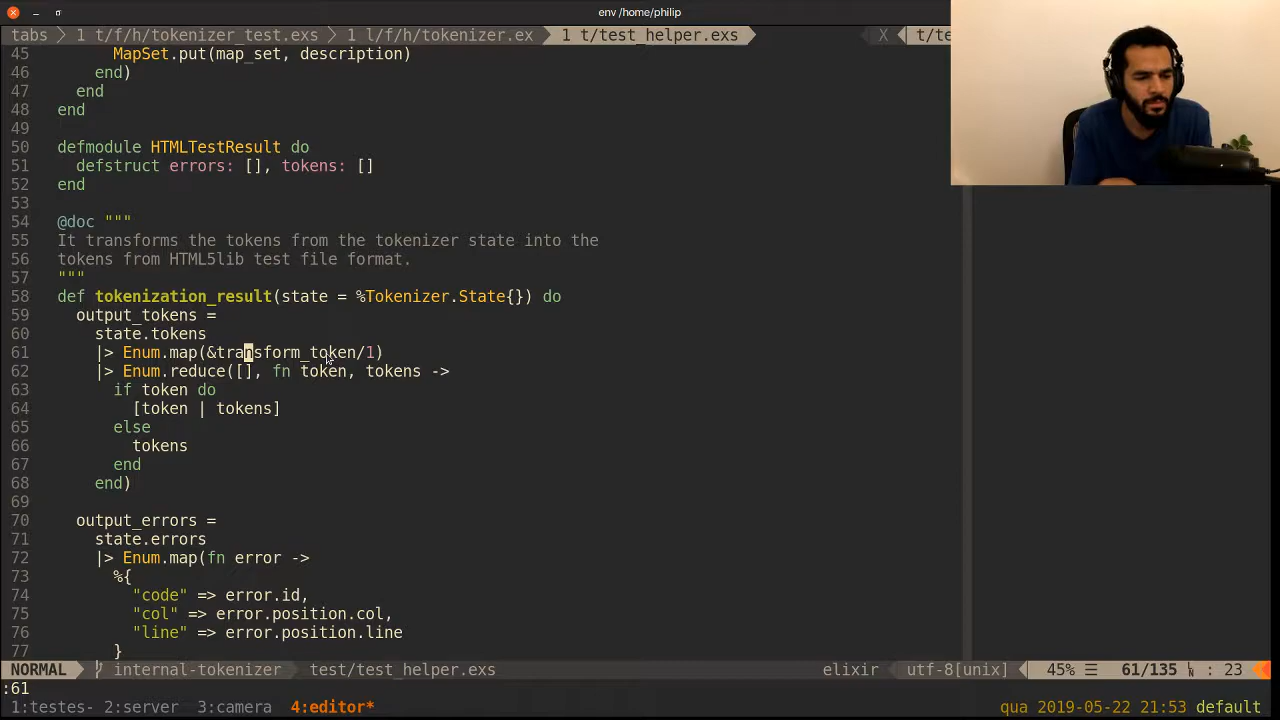 env /home/philip
tabs 1 t/f/h/tokenizer_test.exs 1 l/f/h/tokenizer.ex 1 t/test_helper.exs X
45 MapSet.put(map_set, description)
46 end)
47 end
48 end
49
50 defmodule HTMLTestResult do
51 defstruct errors: [], tokens: []
52 end
53
54 @doc """
55 It transforms the tokens from the tokenizer state into the
56 tokens from HTML5lib test file format.
57 """
58 def tokenization_result(state = %Tokenizer.State{}) do
59 output_tokens =
60 state.tokens
61 |> Enum.map(&transform_token/1)
62 |> Enum.reduce([], fn token, tokens ->
63 if token do
64 [token | tokens]
65 else
66 tokens
67 end
68 end)
69
70 output_errors =
71 state.errors
72 |> Enum.map(fn error ->
73 %{
74 "code" => error.id,
75 "col" => error.position.col,
76 "line" => error.position.line
77 }
NORMAL internal-tokenizer test/test_helper.exs elixir utf-8[unix] 45% ☰ 61/135 : 23
:61
1:testes- 2:server 3:camera 4:editor* qua 2019-05-22 21:53 default